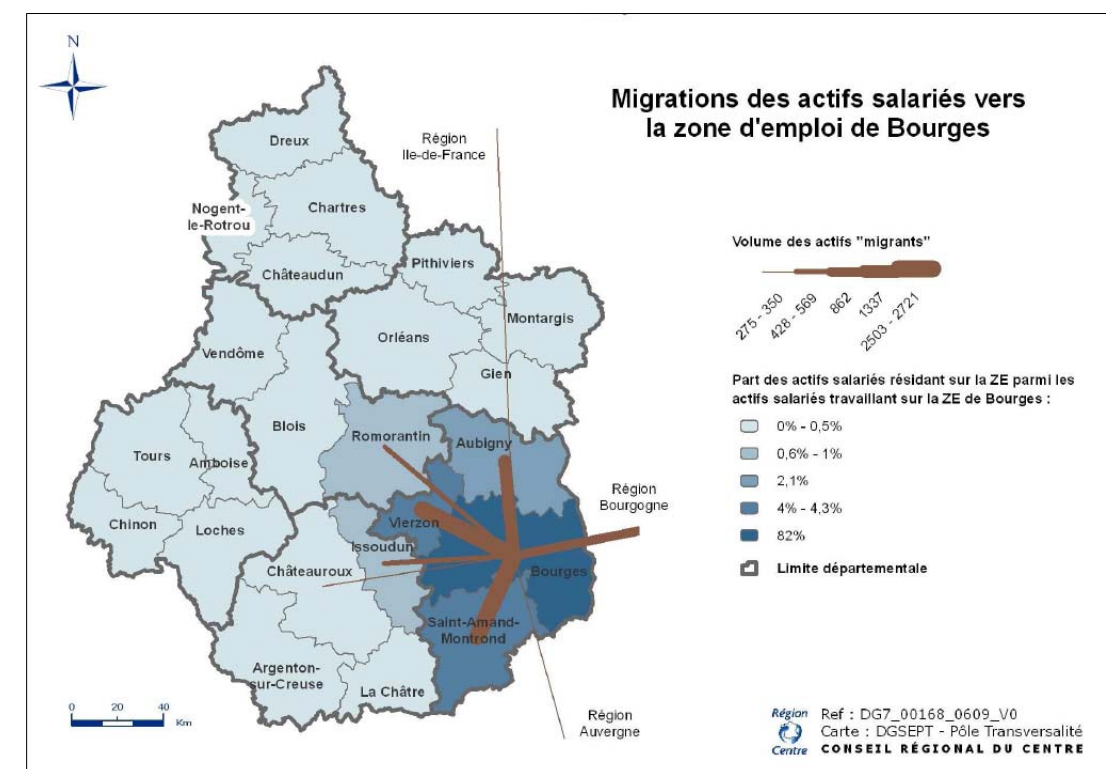 Migrations des actifs salariés vers
la zone d'emploi de Bourges
N
Région
Ile-de-France
Dreux
Nogent-
le-Rotrou
Chartres
Châteaudun
Pithiviers
Montargis
Orléans
Vendôme
Gien
Blois
Romorantin
Aubigny
Tours
Amboise
Région
Bourgogne
Chinon
Loches
Vierzon
Issoudun
Châteauroux
Bourges
Saint-Amand-
Montrond
Argenton-
sur-Creuse
La Châtre
Région
Auvergne
0 20 40
Km
Volume des actifs "migrants"
275 - 350
428 - 569
862
1337
2503 - 2721
Part des actifs salariés résidant sur la ZE parmi les
actifs salariés travaillant sur la ZE de Bourges :
0% - 0,5%
0,6% - 1%
2,1%
4% - 4,3%
82%
Limite départementale
Région
Centre
Ref : DG7_00168_0609_V0
Carte : DGSEPT - Pôle Transversalité
CONSEIL RÉGIONAL DU CENTRE